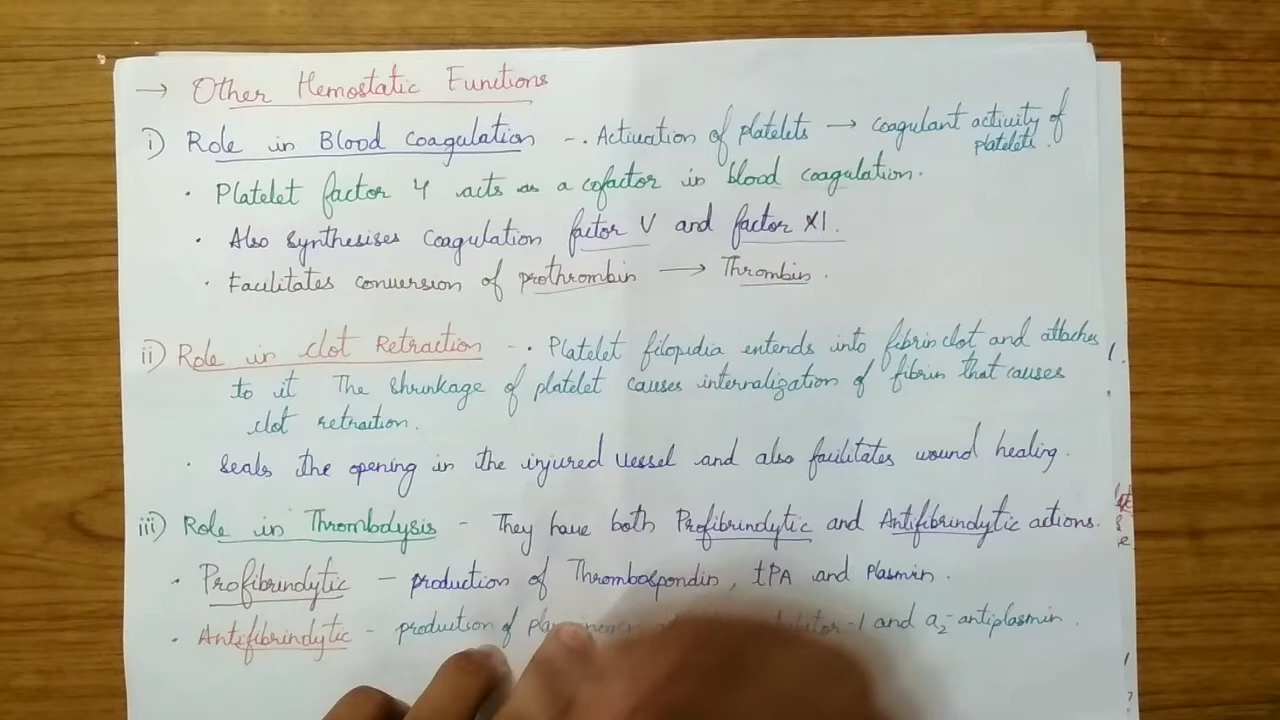 → Other Hemostatic Functions
i) Role in Blood Coagulation -. Activation of platelets → coagulant activity of platelets.
· Platelet factor 4 acts as a cofactor in blood coagulation.
· Also synthesises coagulation factor V and factor XI.
· Facilitates conversion of prothrombin → Thrombin.
ii) Role in Clot Retraction -. Platelet filopidia entends into fibrin clot and attaches
to it The shrunkage of platelet causes internalization of fibrin that causes
clot retraction.
· Seals the opening in the injured vessel and also facilitates wound healing.
iii) Role in Thrombolysis - They have both Profibrinolytic and Antifibrinolytic actions.
· Profibrinolytic - production of Thrombospondin, tPA and Plasmin.
· Antifibrinolytic - production of -1 and a2-antiplasmin.